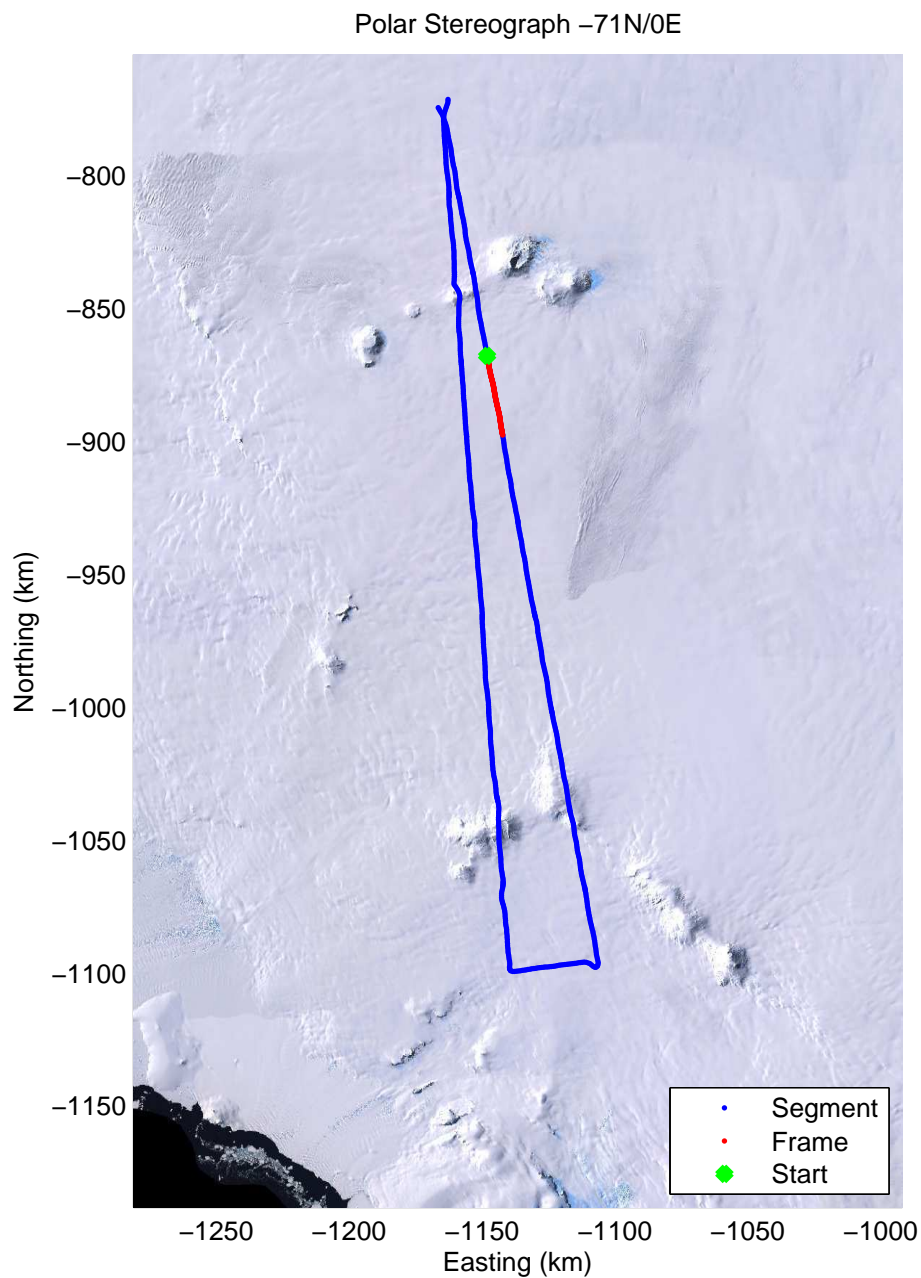 Polar Stereograph −71N/0E
−800
−850
−900
−950
−1000
−1050
−1100
−1150
Northing (km)
−1250 −1200 −1150 −1100 −1050 −1000
Easting (km)
Segment
Frame
Start